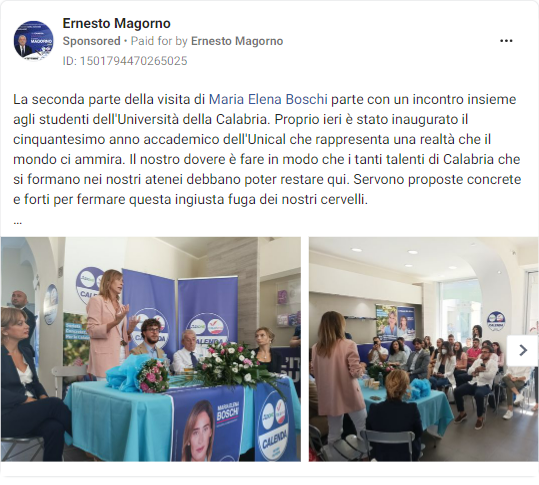 Ernesto Magorno
Sponsored • Paid for by Ernesto Magorno
ID: 1501794470265025
La seconda parte della visita di Maria Elena Boschi parte con un incontro insieme
agli studenti dell'Università della Calabria. Proprio ieri è stato inaugurato il
cinquantesimo anno accademico dell'Unical che rappresenta una realtà che il
mondo ci ammira. Il nostro dovere è fare in modo che i tanti talenti di Calabria che
si formano nei nostri atenei debbano poter restare qui. Servono proposte concrete
e forti per fermare questa ingiusta fuga dei nostri cervelli.
...
CALENDA
CALENDA
MARIA ELENA
BOSCHI
CALENDA